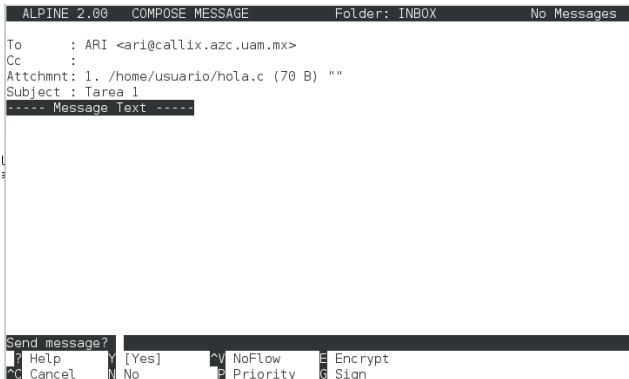 ALPINE 2.00 COMPOSE MESSAGE Folder: INBOX No Messages
To : ARI <ari@callix.azc.uam.mx>
Cc :
Attchmnt: 1. /home/usuario/hola.c (70 B) ""
Subject : Tarea 1
----- Message Text -----
Send message?
? Help Y [Yes] ^V NoFlow E Encrypt
^C Cancel N No P Priority G Sign